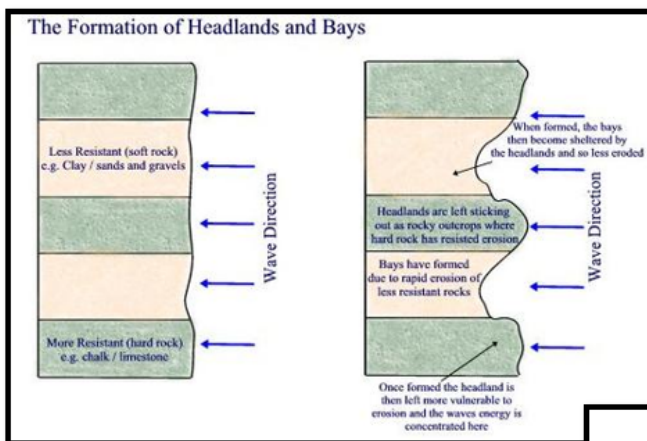 The Formation of Headlands and Bays
Less Resistant (soft rock)
e.g. Clay / sands and gravels
More Resistant (hard rock)
e.g. chalk / limestone
Wave Direction
When formed, the bays
then become sheltered by
the headlands and so less eroded
Headlands are left sticking
out as rocky outcrops where
hard rock has resisted erosion
Bays have formed
due to rapid erosion of
less resistant rocks
Wave Direction
Once formed the headland is
then left more vulnerable to
erosion and the waves energy is
concentrated here